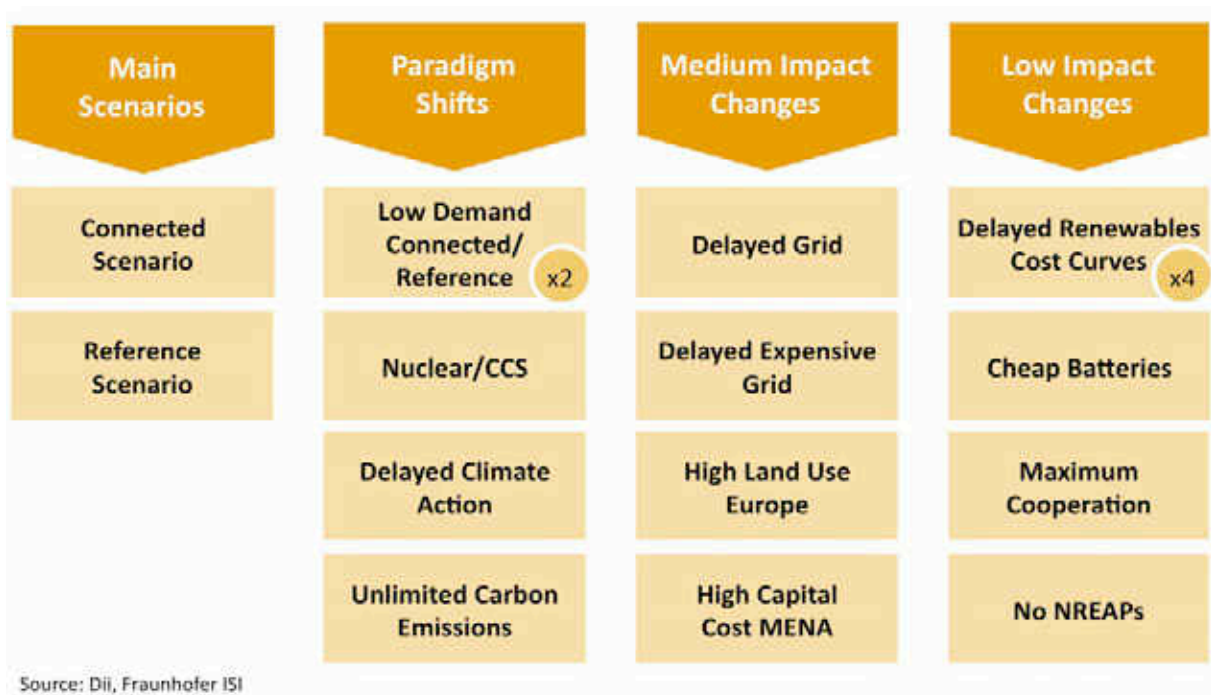 Main
Scenarios
Connected
Scenario
Reference
Scenario
Paradigm
Shifts
Low Demand
Connected/
Reference
x2
Nuclear/CCS
Delayed Climate
Action
Unlimited Carbon
Emissions
Medium Impact
Changes
Delayed Grid
Delayed Expensive
Grid
High Land Use
Europe
High Capital
Cost MENA
Low Impact
Changes
Delayed Renewables
Cost Curves
x4
Cheap Batteries
Maximum
Cooperation
No NREAPs
Source: Dii, Fraunhofer ISI